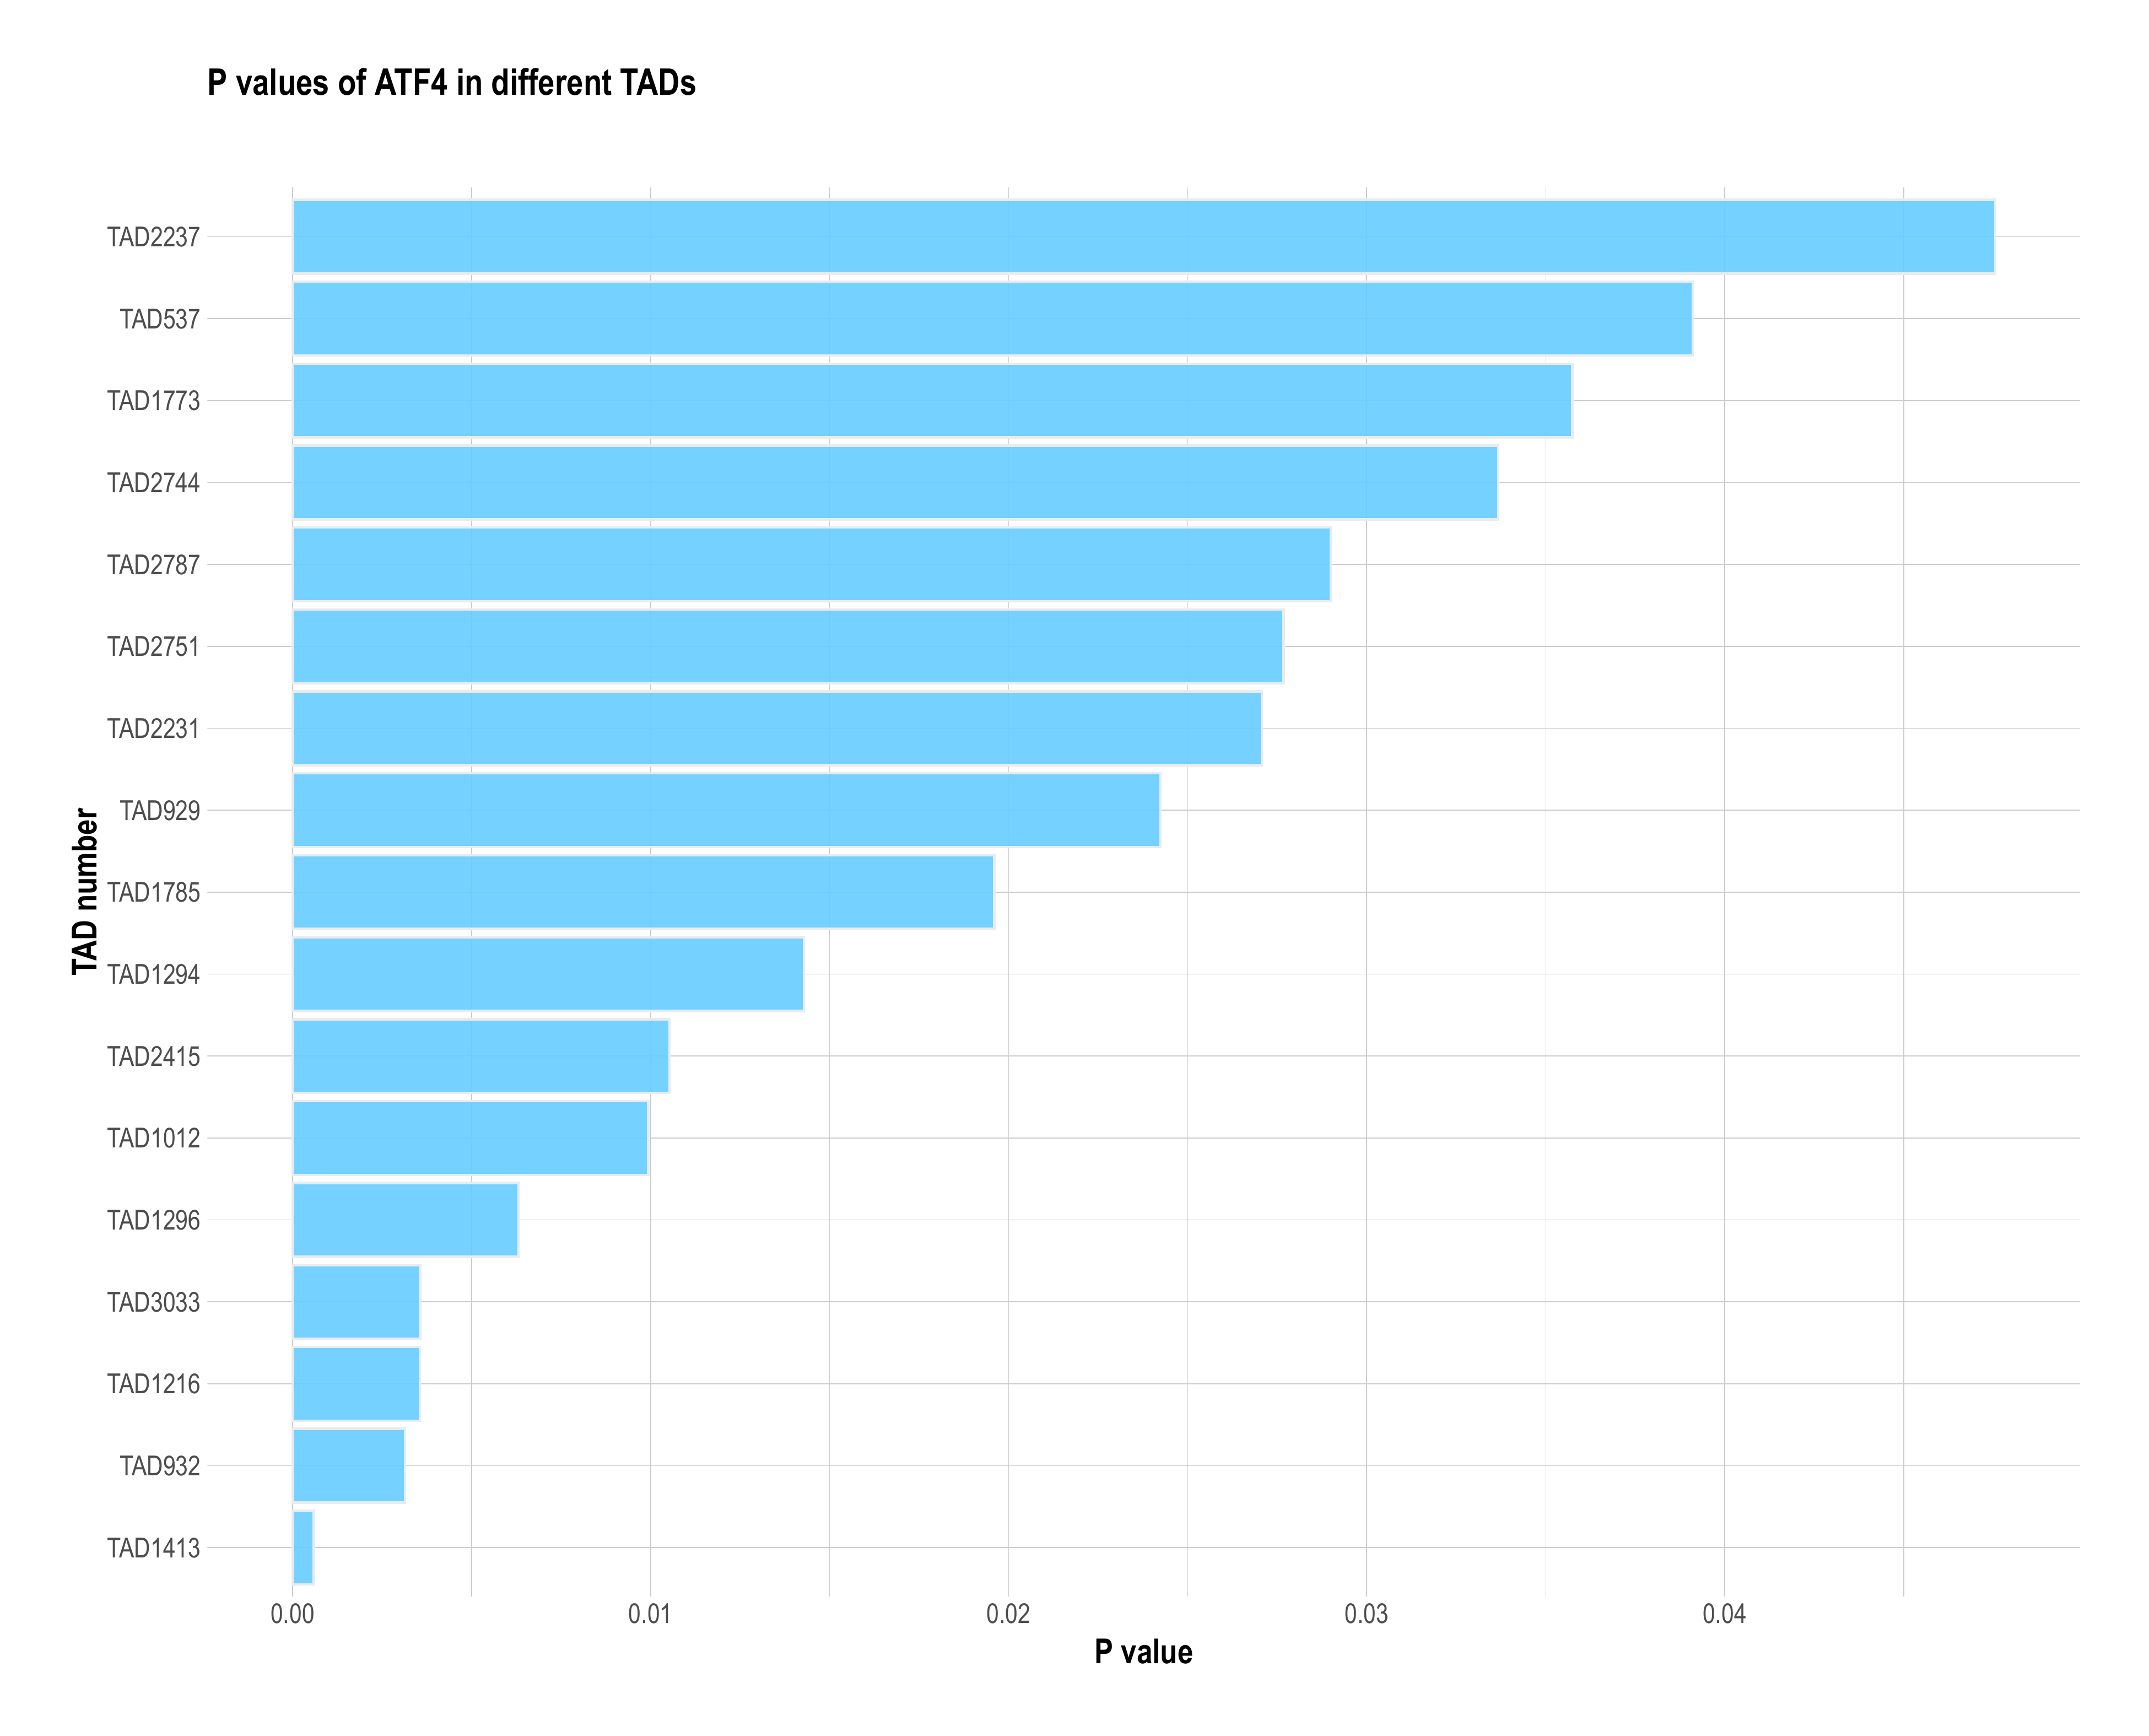 P values of ATF4 in different TADs
TAD number
TAD2237
TAD537
TAD1773
TAD2744
TAD2787
TAD2751
TAD2231
TAD929
TAD1785
TAD1294
TAD2415
TAD1012
TAD1296
TAD3033
TAD1216
TAD932
TAD1413
0.00 0.01 0.02 0.03 0.04
P value